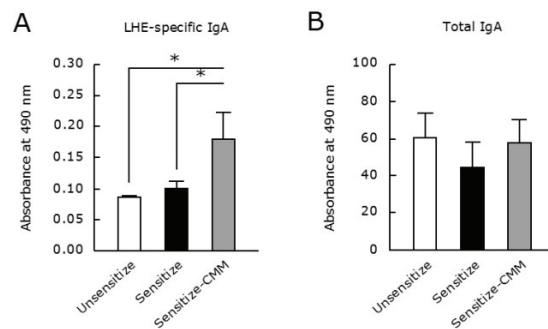 A
LHE-specific IgA
Absorbance at 490 nm
0.30
0.25
0.20
0.15
0.10
0.05
0.00
*
*
Unsensitize
Sensitize
Sensitize-CMM
B
Total IgA
Absorbance at 490 nm
100
80
60
40
20
0
Unsensitize
Sensitize
Sensitize-CMM